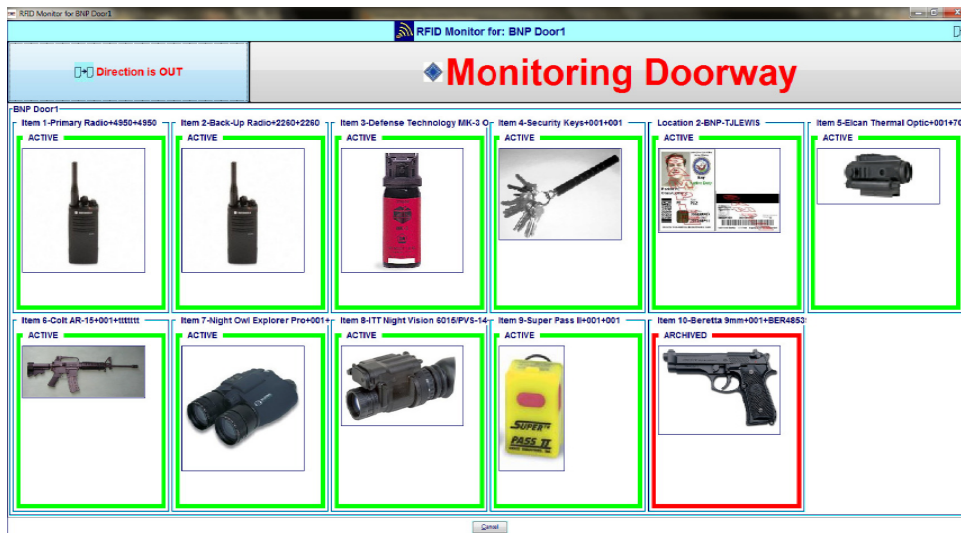 RFID Monitor for BNP Door1
RFID Monitor for: BNP Door1
Direction is OUT
Monitoring Doorway
BNP Door1
Item 1-Primary Radio+4950+4950
Item 2-Back-Up Radio+2260+2260
Item 3-Defense Technology MK-3 O
Item 4-Security Keys+001+001
Location 2-BNP-TJLEWIS
Item 5-Elcan Thermal Optic+001+70
ACTIVE
ACTIVE
ACTIVE
ACTIVE
ACTIVE
ACTIVE
Item 6-Colt AR-15+001+ttttttt
Item 7-Night Owl Explorer Pro+001+
Item 8-ITT Night Vision 6015/PVS-14
Item 9-Super Pass II+001+001
Item 10-Beretta 9mm+001+BER4853
ACTIVE
ACTIVE
ACTIVE
ACTIVE
ARCHIVED
SUPER
PASS II
Cancel